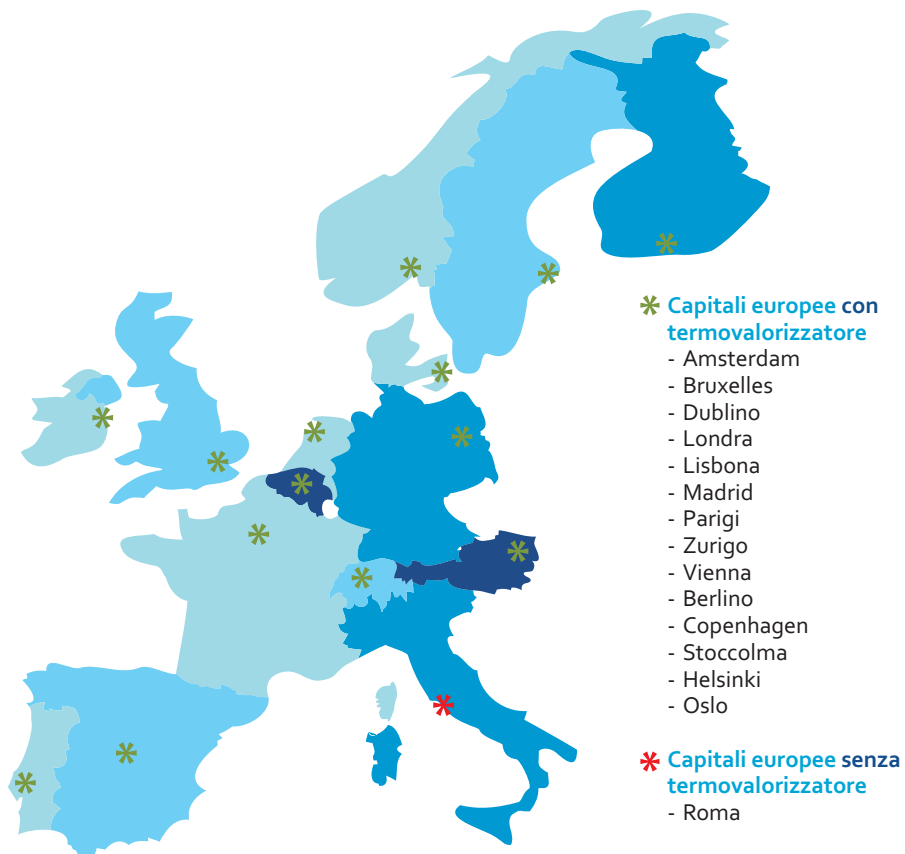 Capitali europee con
termovalorizzatore
- Amsterdam
- Bruxelles
- Dublino
- Londra
- Lisbona
- Madrid
- Parigi
- Zurigo
- Vienna
- Berlino
- Copenhagen
- Stoccolma
- Helsinki
- Oslo
Capitali europee senza
termovalorizzatore
- Roma